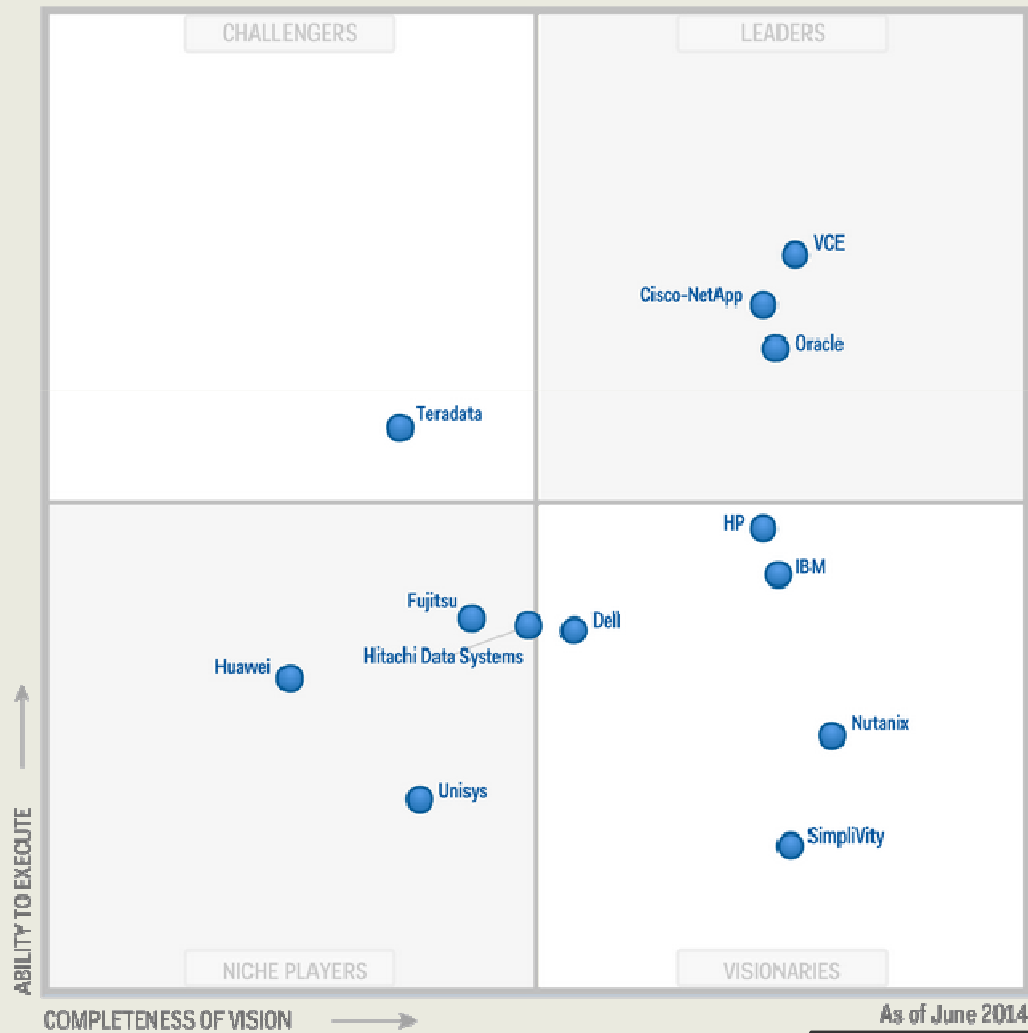 CHALLENGERS
LEADERS
VCE
Cisco-NetApp
Oracle
Teradata
HP
IBM
Fujitsu
Dell
Hitachi Data Systems
Huawei
Nutanix
Unisys
SimpliVity
ABILITY TO EXECUTE
NICHE PLAYERS
VISIONARIES
COMPLETENESS OF VISION
As of June 2014